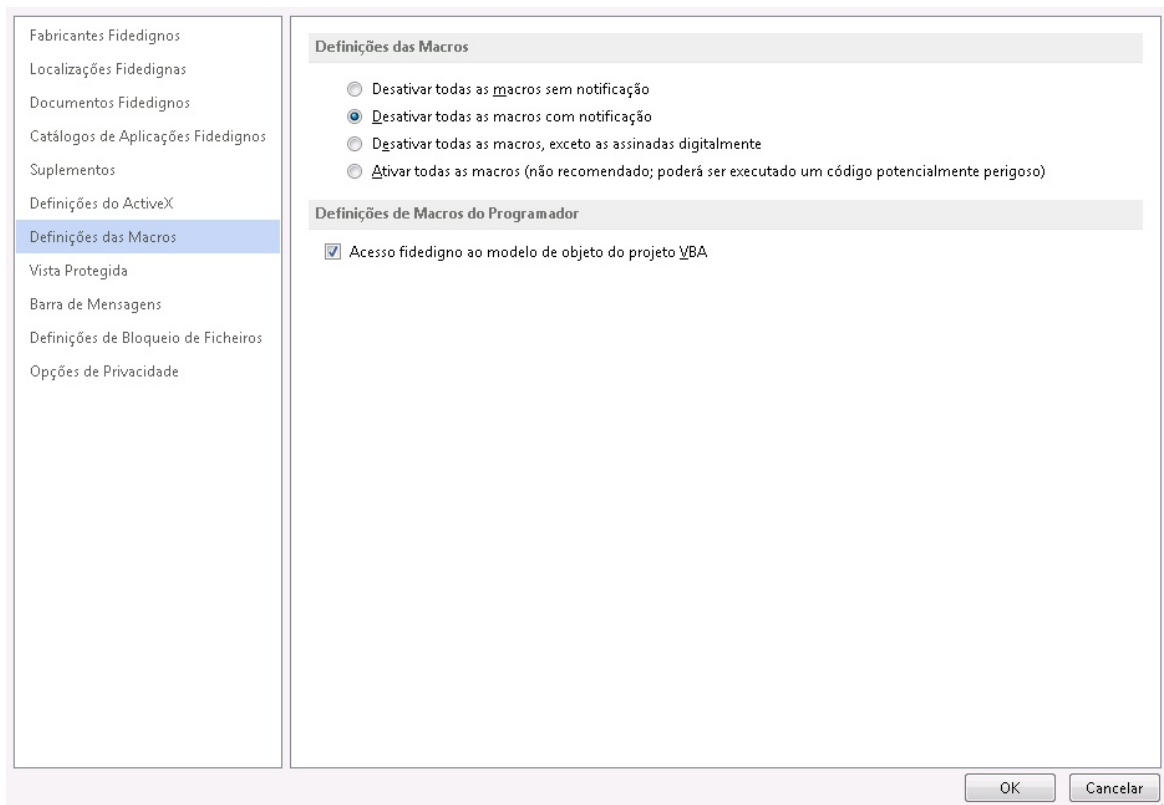 Fabricantes Fidedignos
Localizações Fidedignas
Documentos Fidedignos
Catálogos de Aplicações Fidedignos
Suplementos
Definições do ActiveX
Definições das Macros
Vista Protegida
Barra de Mensagens
Definições de Bloqueio de Ficheiros
Opções de Privacidade
Definições das Macros
Desativar todas as macros sem notificação
Desativar todas as macros com notificação
Desativar todas as macros, exceto as assinadas digitalmente
Ativar todas as macros (não recomendado; poderá ser executado um código potencialmente perigoso)
Definições de Macros do Programador
Acesso fidedigno ao modelo de objeto do projeto VBA
OK
Cancelar